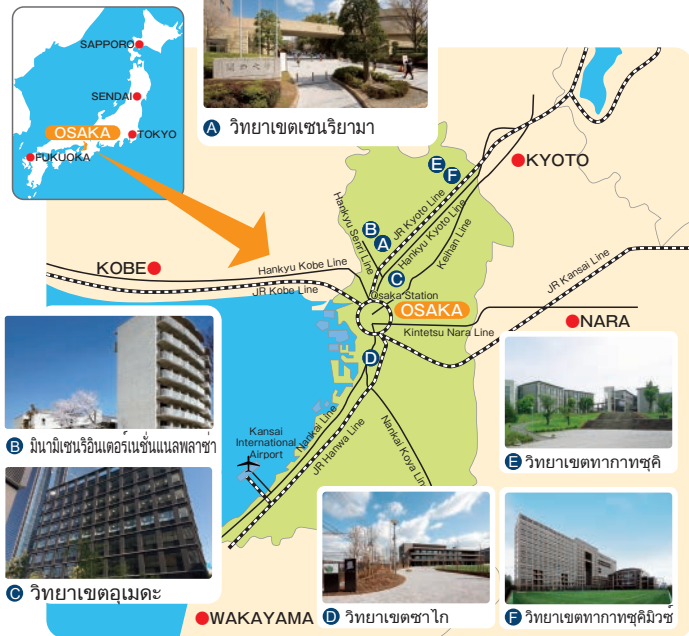 SAPPORO
SENDAI
OSAKA
TOKYO
FUKUOKA
関西大学
A วิทยาเขตเซนริยามา
E
F
KYOTO
B
A
JR Kyoto Line
Hankyu Kyoto Line
Hankyu Senri Line
Keihan Line
C
KOBE
Hankyu Kobe Line
JR Kobe Line
Osaka Station
OSAKA
JR Kansai Line
Kintetsu Nara Line
NARA
D
B มินามิเซนริอินเตอร์เนชั่นแนลพลาซ่า
Kansai
International
Airport
Nankai Line
JR Hanwa Line
Nankai Koya Lin
E วิทยาเขตทากาทซุคิ
C วิทยาเขตอุเมดะ
WAKAYAMA
D วิทยาเขตซาไก
F วิทยาเขตทากาทซุคิมิวซ์